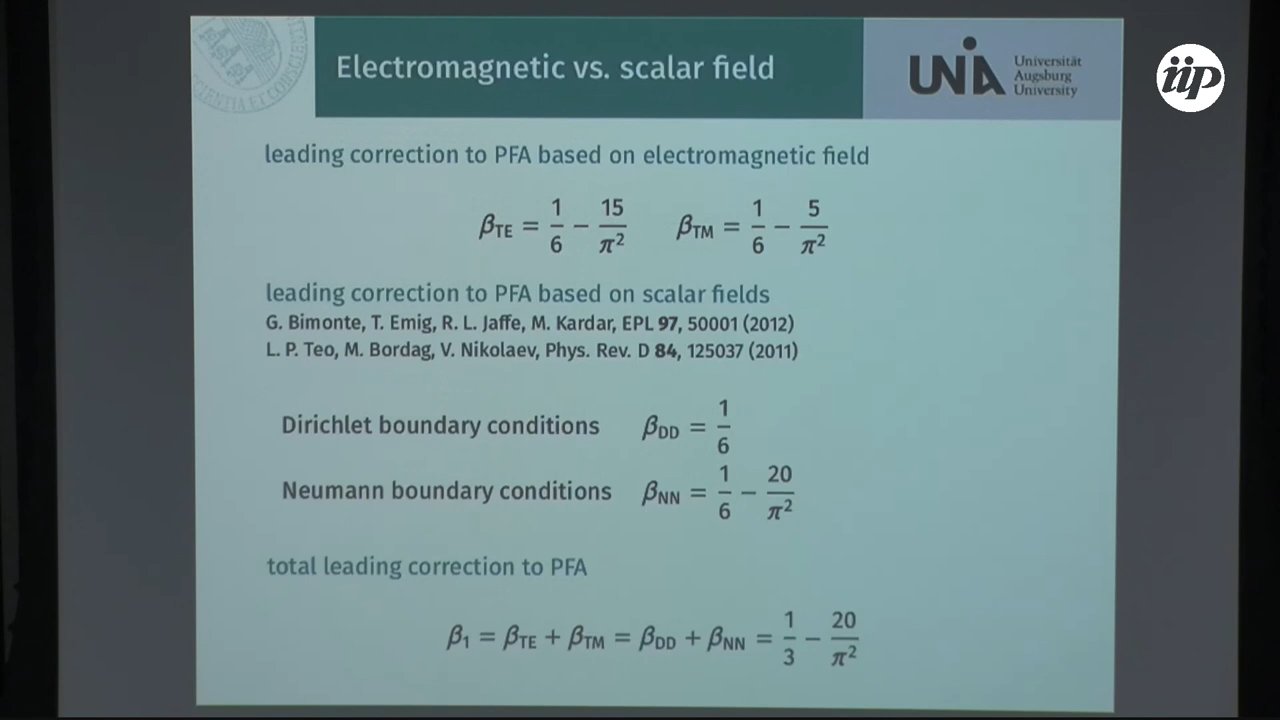 Electromagnetic vs. scalar field
UNIA
Universität
Augsburg
University
iip
leading correction to PFA based on electromagnetic field
β_TE = 1/6 − 15/π² β_TM = 1/6 − 5/π²
leading correction to PFA based on scalar fields
G. Bimonte, T. Emig, R. L. Jaffe, M. Kardar, EPL 97, 50001 (2012)
L. P. Teo, M. Bordag, V. Nikolaev, Phys. Rev. D 84, 125037 (2011)
Dirichlet boundary conditions β_DD = 1/6
Neumann boundary conditions β_NN = 1/6 − 20/π²
total leading correction to PFA
β₁ = β_TE + β_TM = β_DD + β_NN = 1/3 − 20/π²